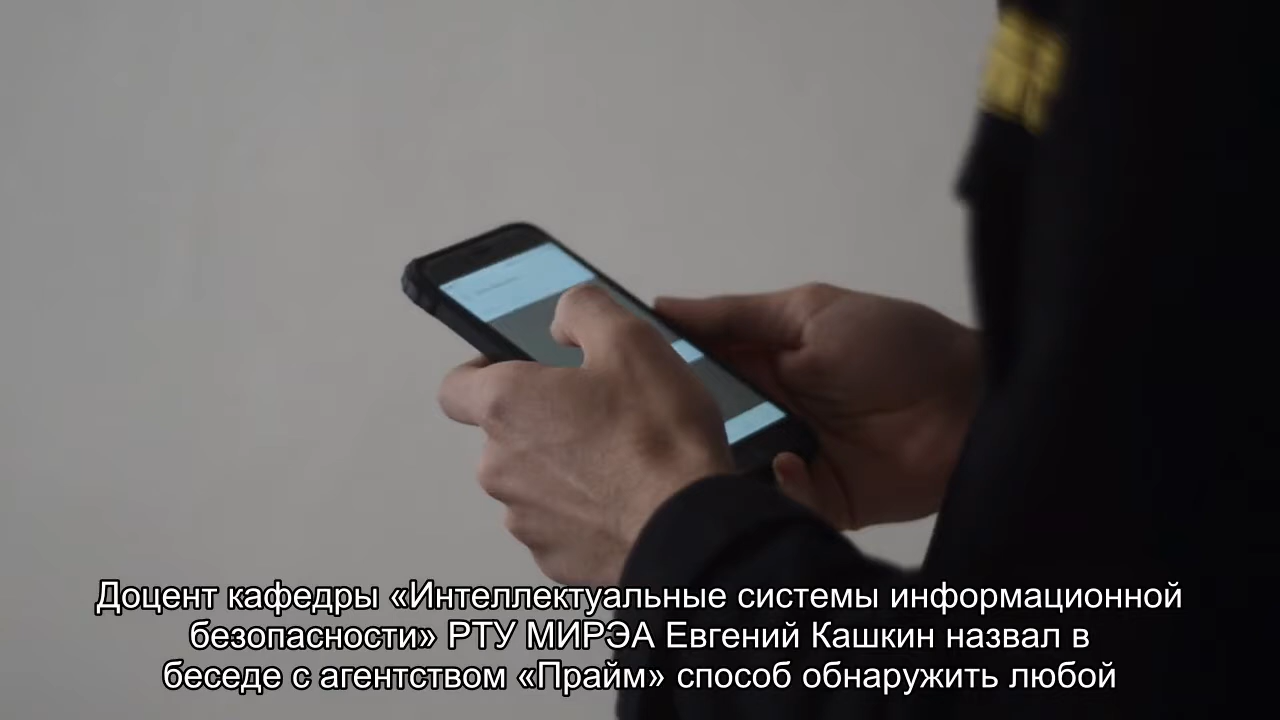 Доцент кафедры «Интеллектуальные системы информационной
безопасности» РТУ МИРЭА Евгений Кашкин назвал в
беседе с агентством «Прайм» способ обнаружить любой